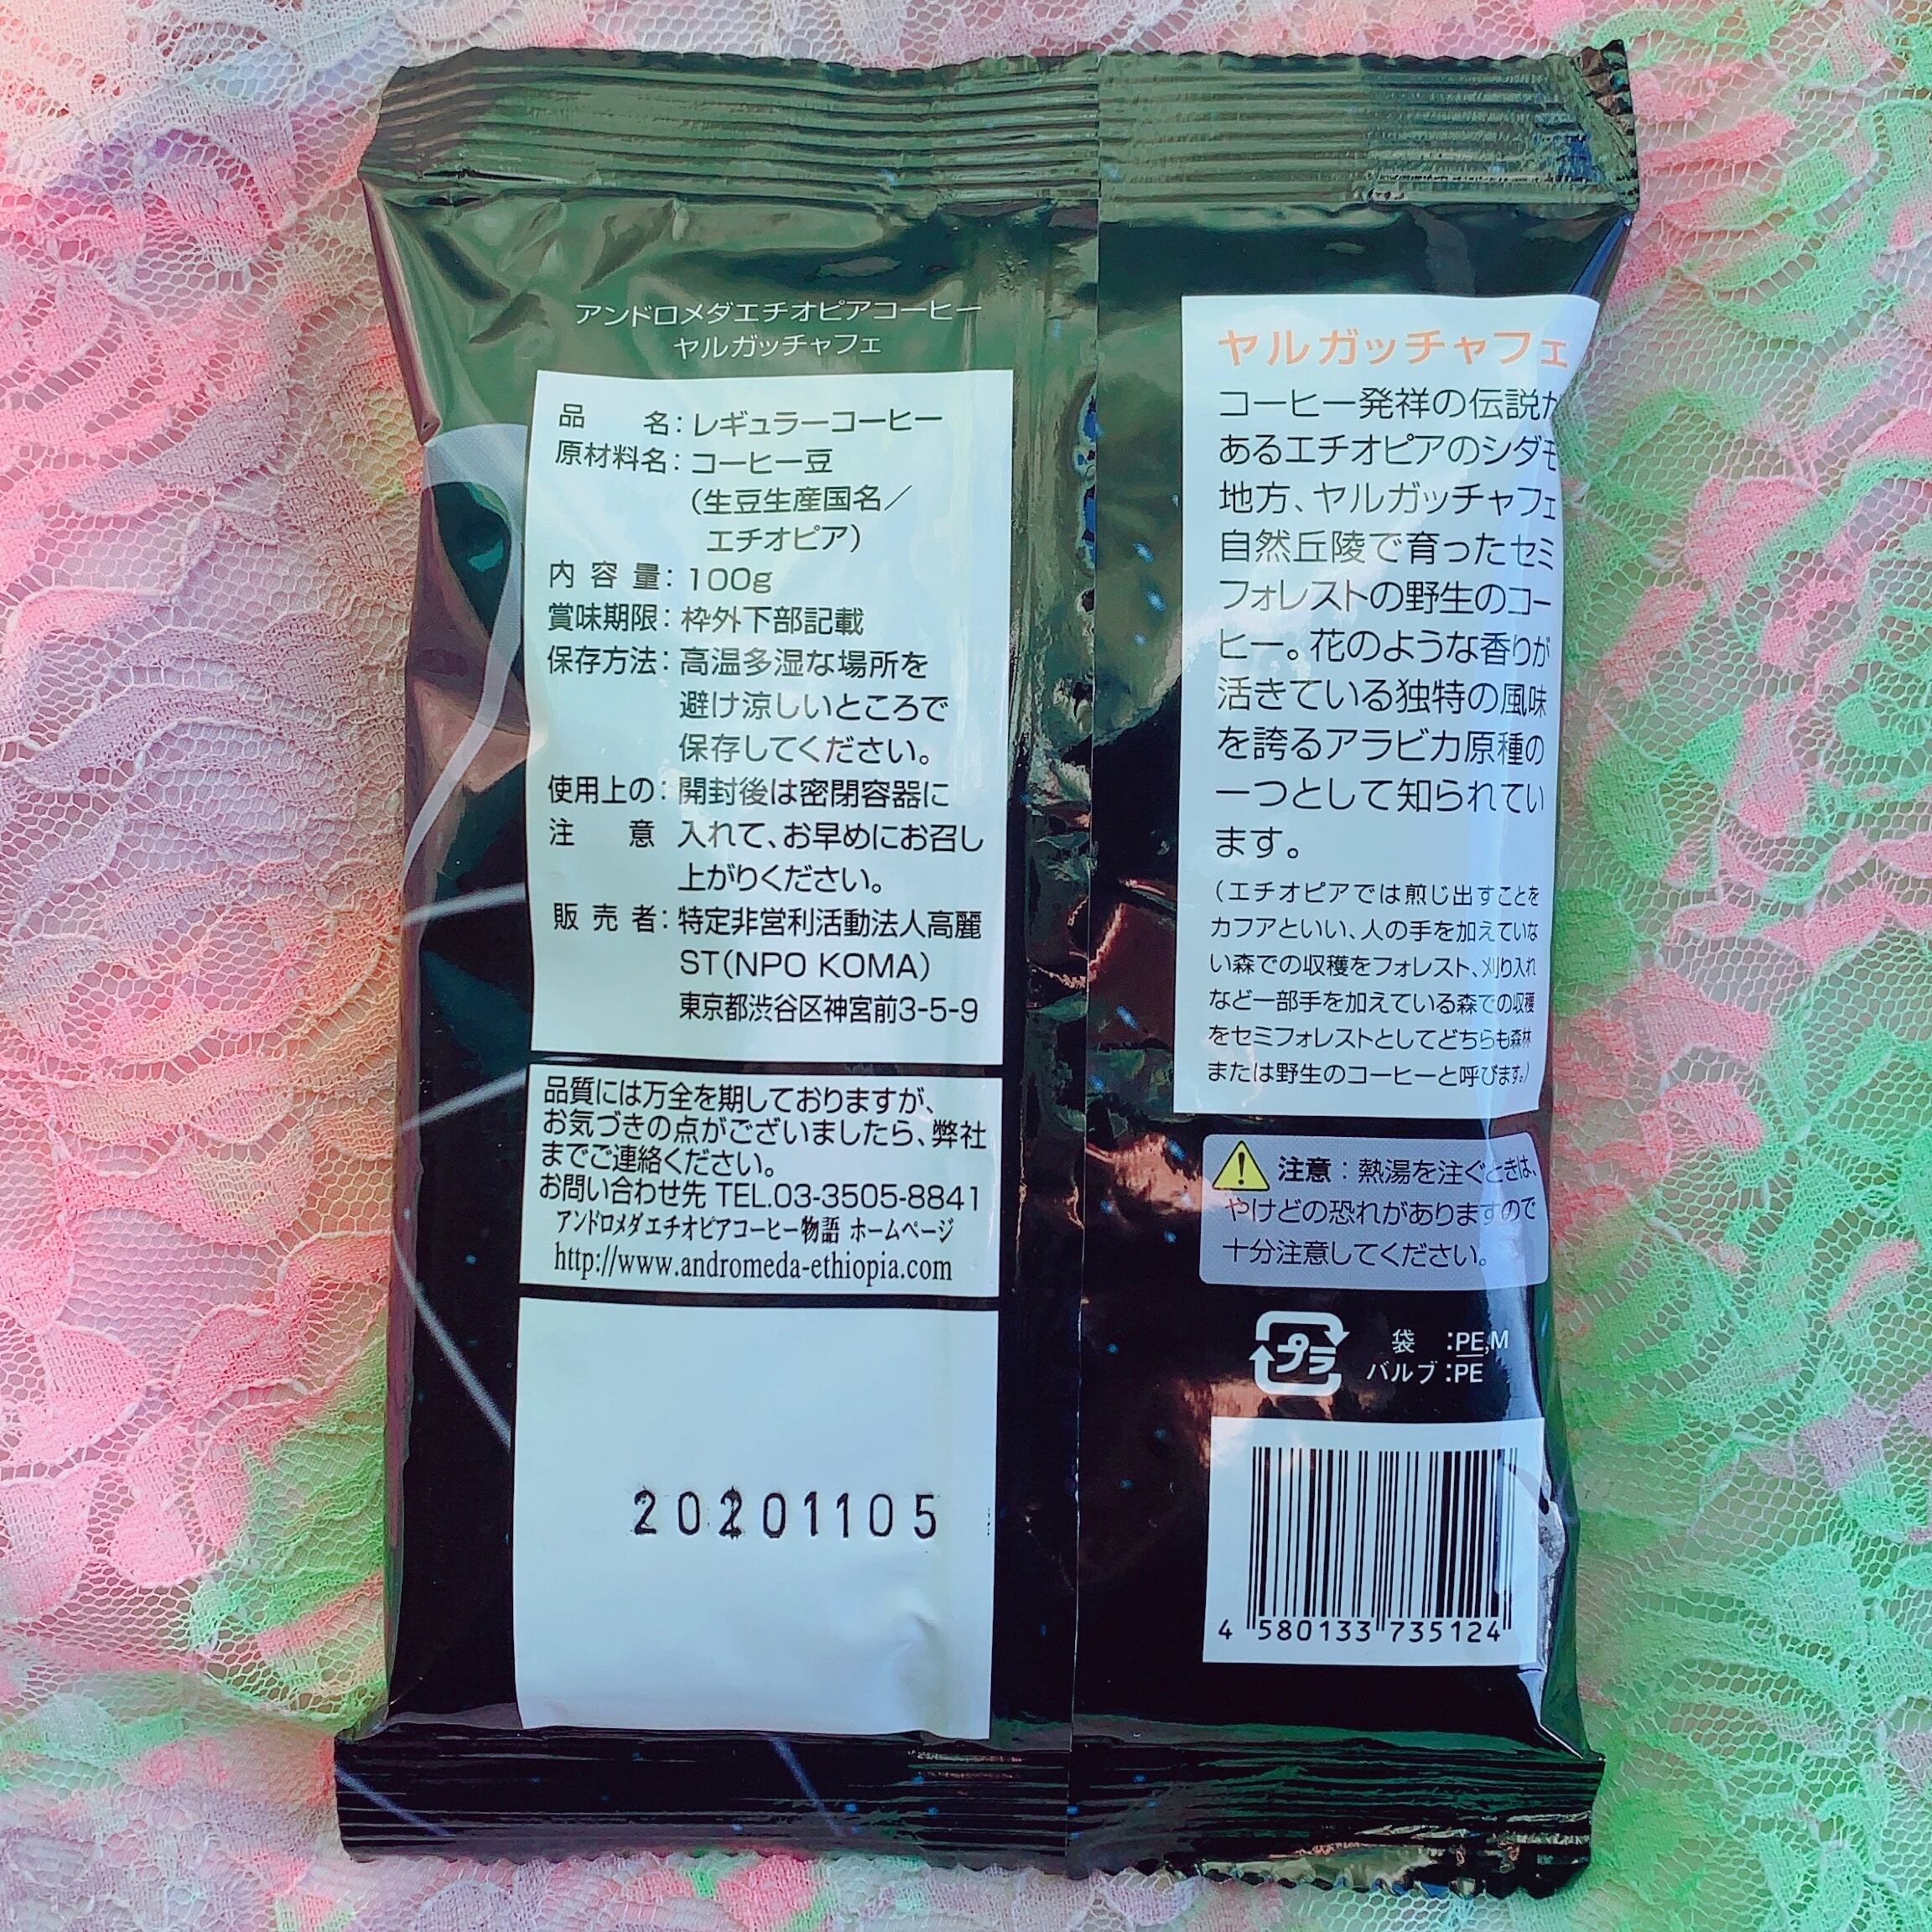 アンドロメダエチオピアコーヒー
ヤルガッチャフェ
品　　名：レギュラーコーヒー
原材料名：コーヒー豆
（生豆生産国名／
エチオピア）
内 容 量：100g
賞味期限：枠外下部記載
保存方法：高温多湿な場所を
避け涼しいところで
保存してください。
使用上の：開封後は密閉容器に
注　　意 入れて、お早めにお召し
上がりください。
販 売 者：特定非営利活動法人高麗
ST(NPO KOMA)
東京都渋谷区神宮前3-5-9
品質には万全を期しておりますが、
お気づきの点がございましたら、弊社
までご連絡ください。
お問い合わせ先 TEL.03-3505-8841
アンドロメダエチオピアコーヒー物語 ホームページ
http://www.andromeda-ethiopia.com
20201105
ヤルガッチャフェ
コーヒー発祥の伝説が
あるエチオピアのシダモ
地方、ヤルガッチャフェ
自然丘陵で育ったセミ
フォレストの野生のコー
ヒー。花のような香りが
活きている独特の風味
を誇るアラビカ原種の
一つとして知られてい
ます。
（エチオピアでは煎じ出すことを
カフアといい、人の手を加えていな
い森での収穫をフォレスト、刈り入れ
など一部手を加えている森での収穫
をセミフォレストとしてどちらも森林
または野生のコーヒーと呼びます。）
注意：熱湯を注ぐときは、
やけどの恐れがありますので
十分注意してください。
プラ
袋　：PE,M
バルブ：PE
4 580133 735124